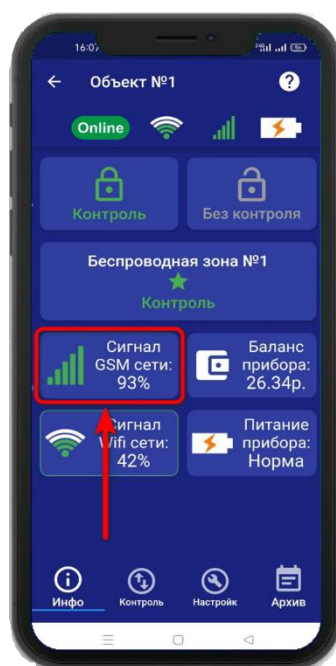 16:07
Объект №1
Online
Контроль
Без контроля
Беспроводная зона №1
Контроль
Сигнал
GSM сети:
93%
Баланс
прибора:
26.34р.
Сигнал
Wifi сети:
42%
Питание
прибора:
Норма
Инфо
Контроль
Настройк
Архив